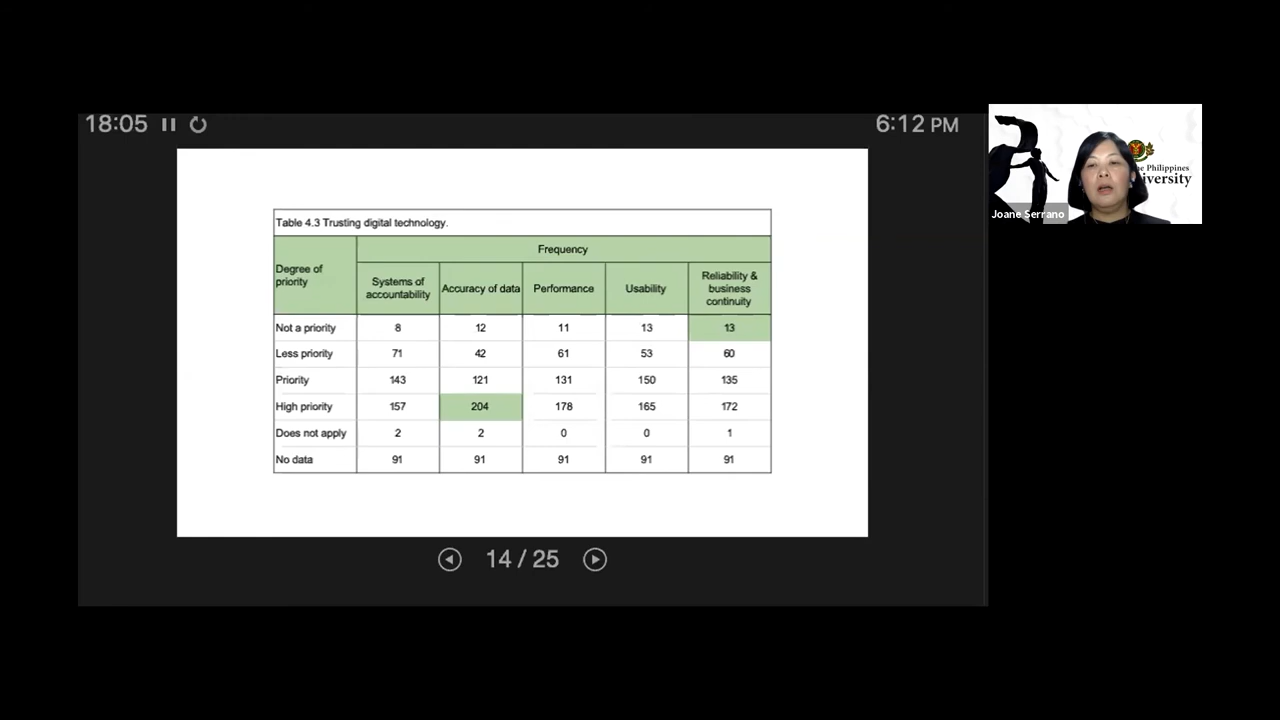 18:05
6:12 PM
Table 4.3 Trusting digital technology.
Degree of priority Frequency
Systems of accountability Accuracy of data Performance Usability Reliability & business continuity
Not a priority 8 12 11 13 13
Less priority 71 42 61 53 60
Priority 143 121 131 150 135
High priority 157 204 178 165 172
Does not apply 2 2 0 0 1
No data 91 91 91 91 91
14 / 25
Philippines
Joane Serrano